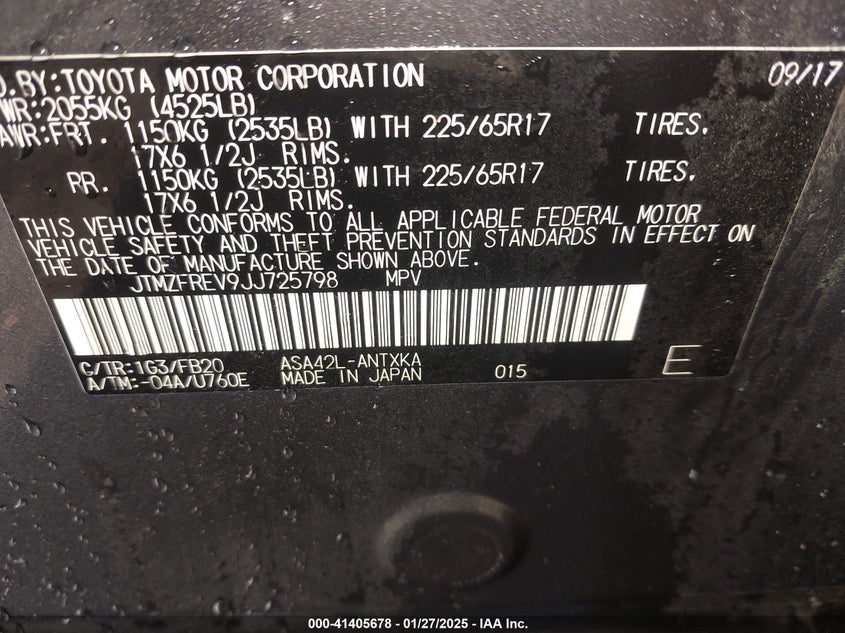 D.BY:TOYOTA MOTOR CORPORATION 09/17
WR:2055KG (4525LB)
AWR:FRT. 1150KG (2535LB) WITH 225/65R17 TIRES.
17X6 1/2J RIMS.
RR. 1150KG (2535LB) WITH 225/65R17 TIRES.
17X6 1/2J RIMS.
THIS VEHICLE CONFORMS TO ALL APPLICABLE FEDERAL MOTOR
VEHICLE SAFETY AND THEFT PREVENTION STANDARDS IN EFFECT ON
THE DATE OF MANUFACTURE SHOWN ABOVE.
JTMZFREV9JJ725798 MPV
C/TR:1G3/FB20 ASA42L-ANTXKA
A/TM:-04A/U760E MADE IN JAPAN 015 E
000-41405678 - 01/27/2025 - IAA Inc.